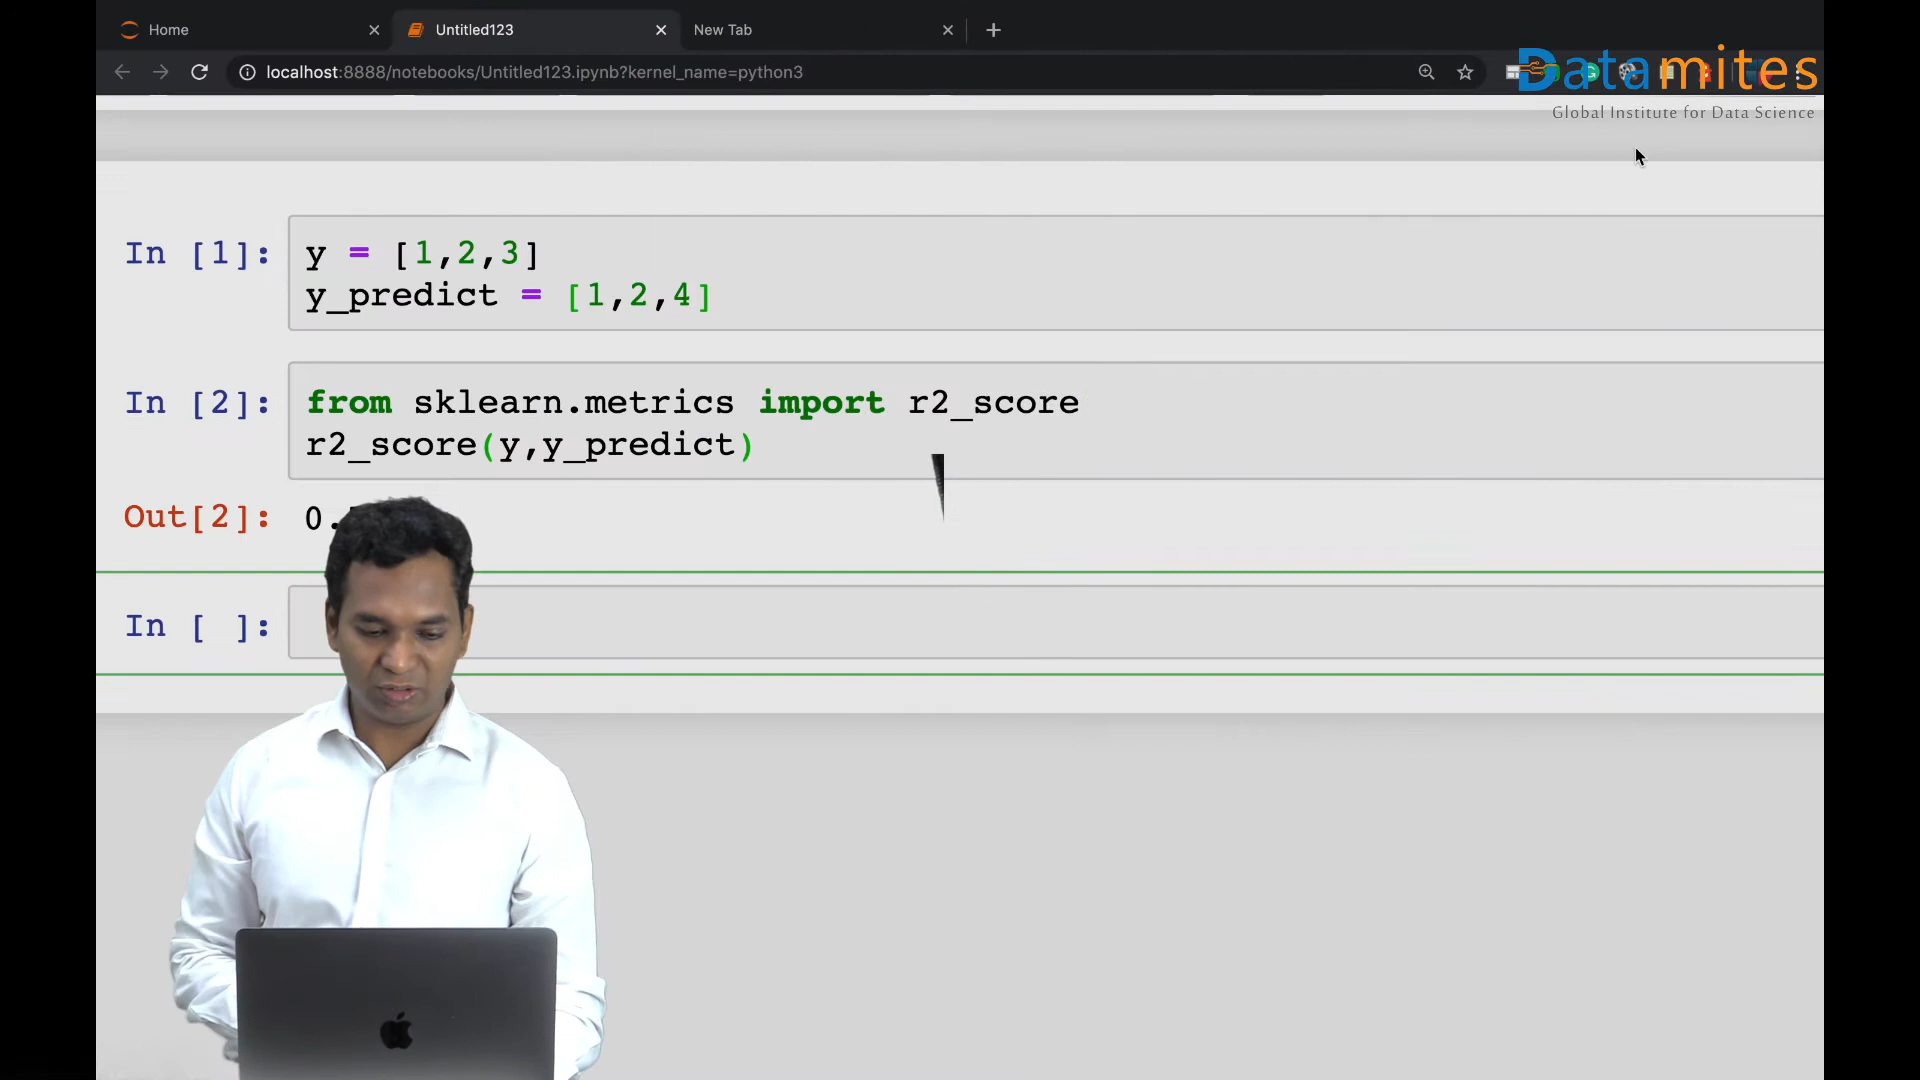 Home
Untitled123
New Tab
localhost:8888/notebooks/Untitled123.ipynb?kernel_name=python3
Datamites
Global Institute for Data Science
In [1]:
y = [1,2,3]
y_predict = [1,2,4]
In [2]:
from sklearn.metrics import r2_score
r2_score(y,y_predict)
Out[2]:
0.
In [ ]: